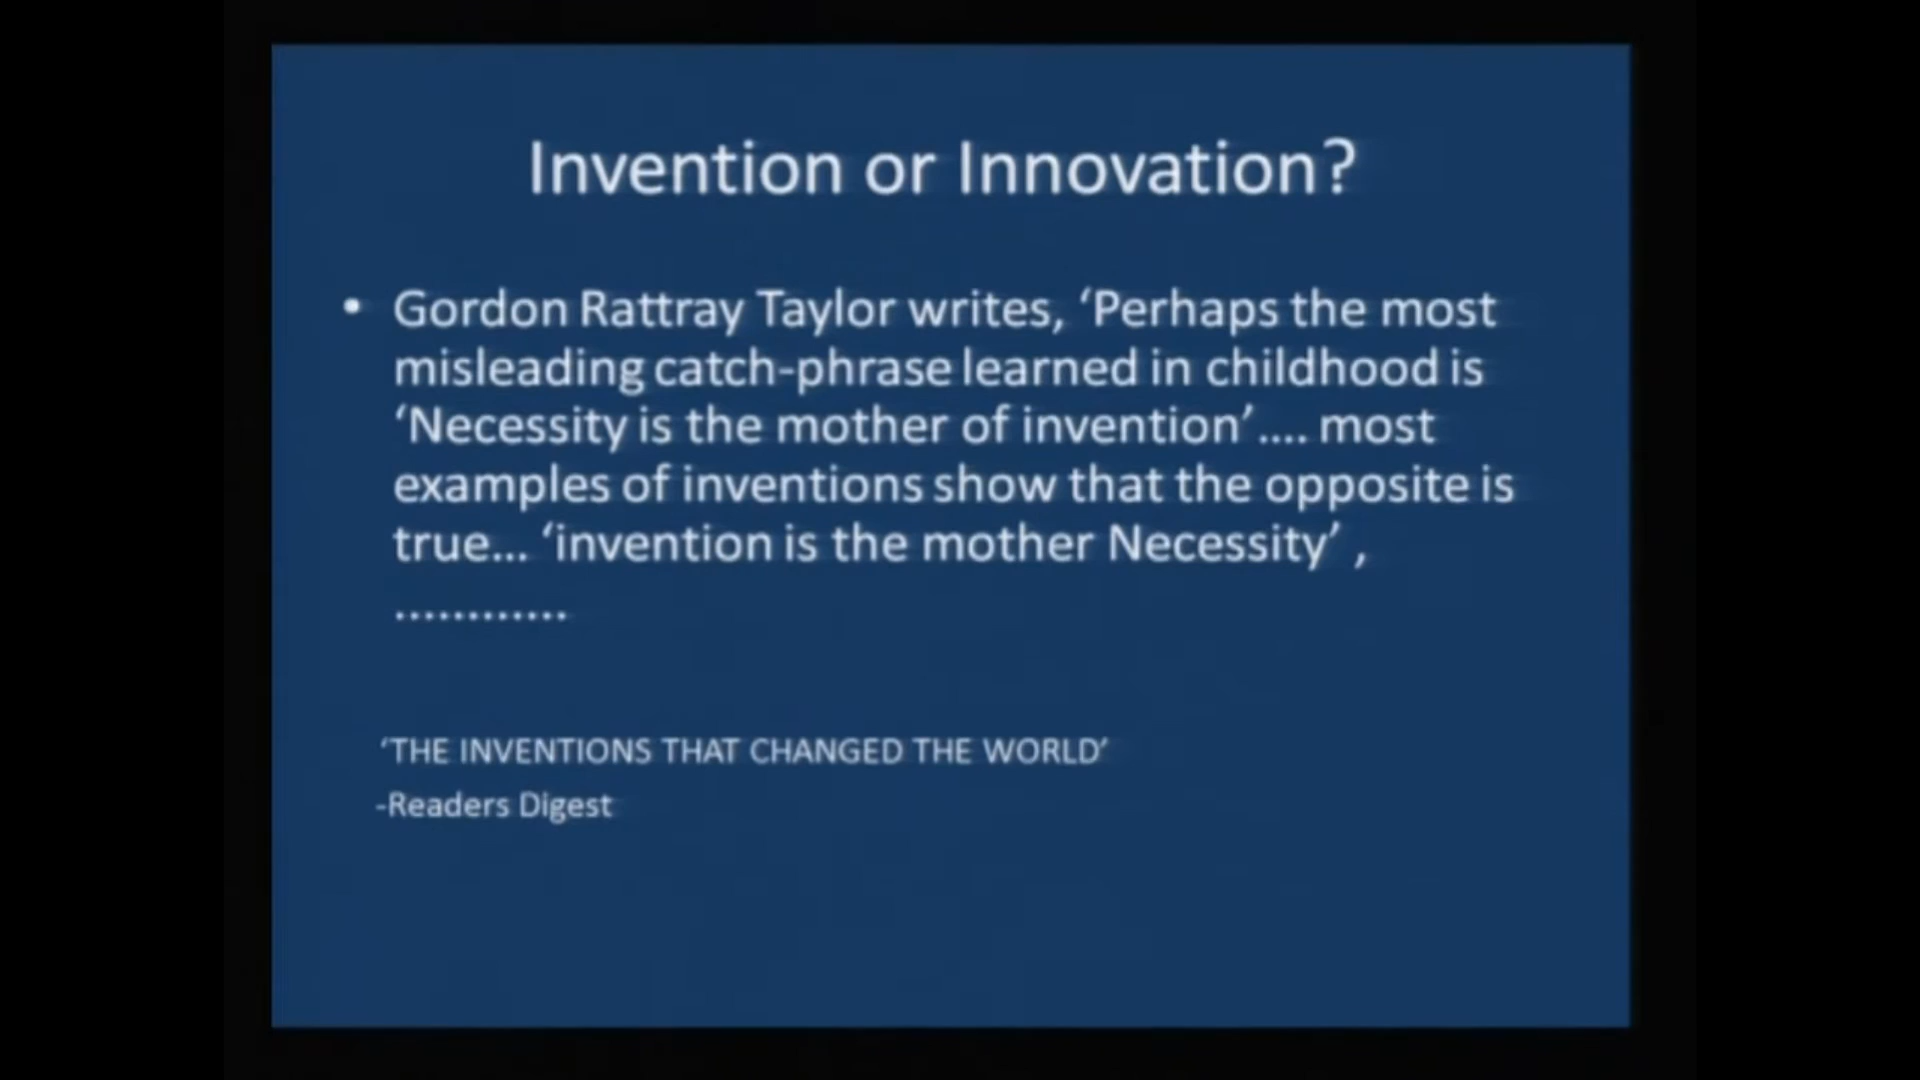 Invention or Innovation?
• Gordon Rattray Taylor writes, ‘Perhaps the most
misleading catch-phrase learned in childhood is
‘Necessity is the mother of invention’.... most
examples of inventions show that the opposite is
true... ‘invention is the mother Necessity’ ,
............
‘THE INVENTIONS THAT CHANGED THE WORLD’
-Readers Digest